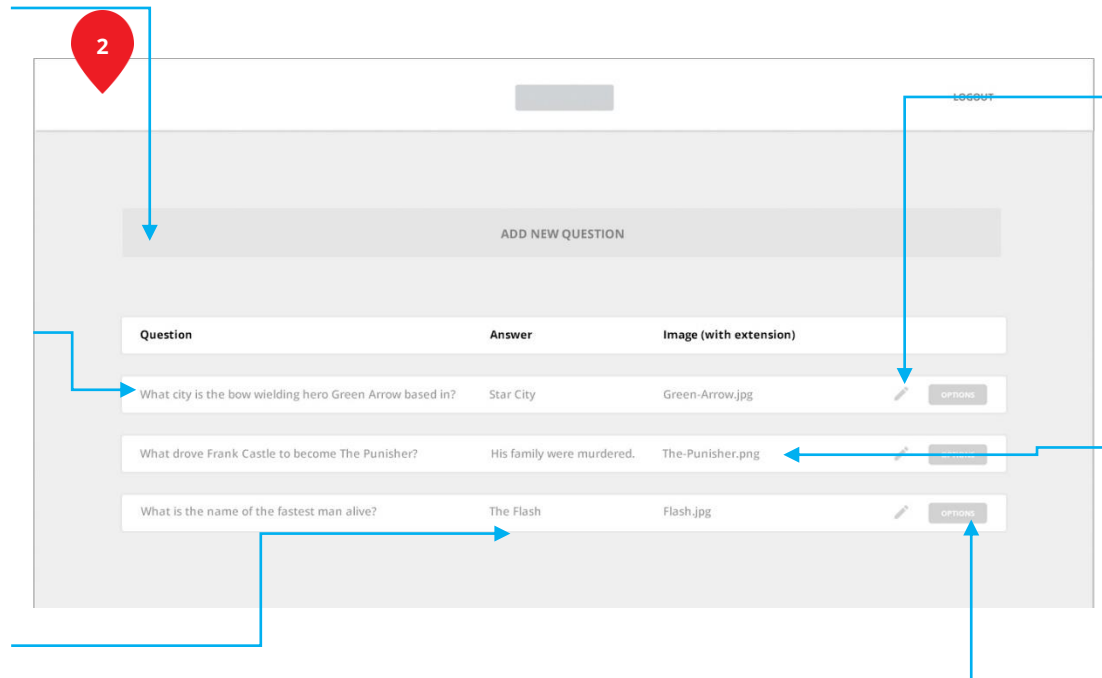 2
LOGOUT
ADD NEW QUESTION
Question Answer Image (with extension)
What city is the bow wielding hero Green Arrow based in? Star City Green-Arrow.jpg OPTIONS
What drove Frank Castle to become The Punisher? His family were murdered. The-Punisher.png OPTIONS
What is the name of the fastest man alive? The Flash Flash.jpg OPTIONS